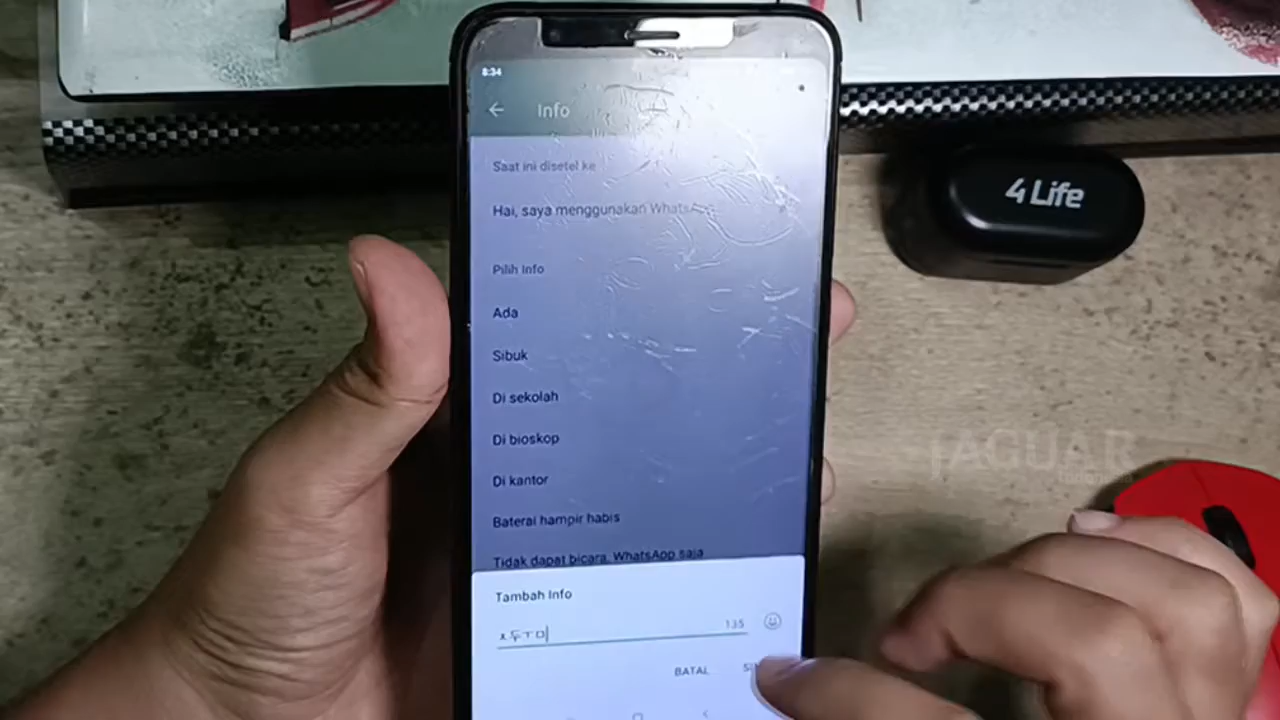 8:34
Info
Saat ini disetel ke
Hai, saya menggunakan
Pilih Info
Ada
Sibuk
Di sekolah
Di bioskop
Di kantor
Baterai hampir habis
Tidak dapat bicara, WhatsApp saja
Tambah Info
135
BATAL
4 Life
JAGUAR